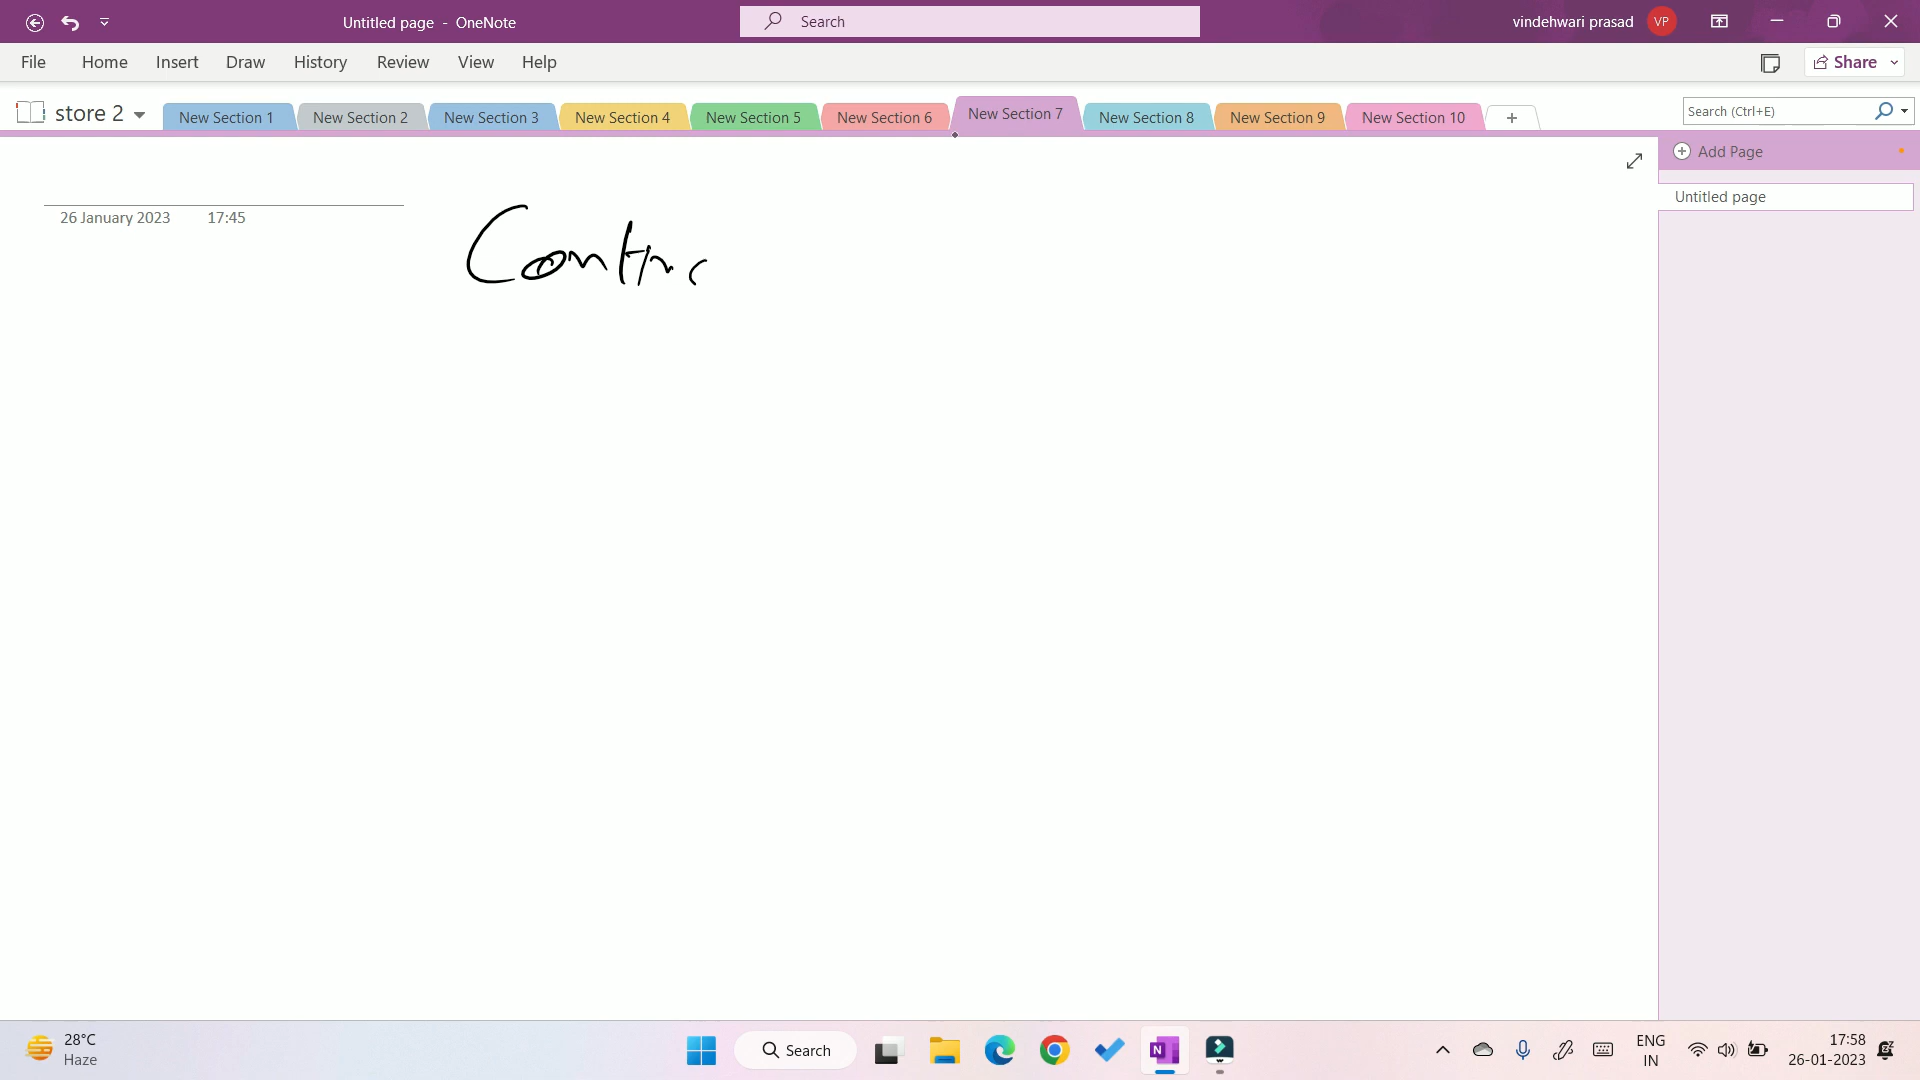 Untitled page - OneNote
Search
vindehwari prasad
VP
File Home Insert Draw History Review View Help
Share
store 2
New Section 1
New Section 2
New Section 3
New Section 4
New Section 5
New Section 6
New Section 7
New Section 8
New Section 9
New Section 10
+
Search (Ctrl+E)
Add Page
Untitled page
26 January 2023 17:45
28°C
Haze
Search
N
ENG
IN
17:58
26-01-2023